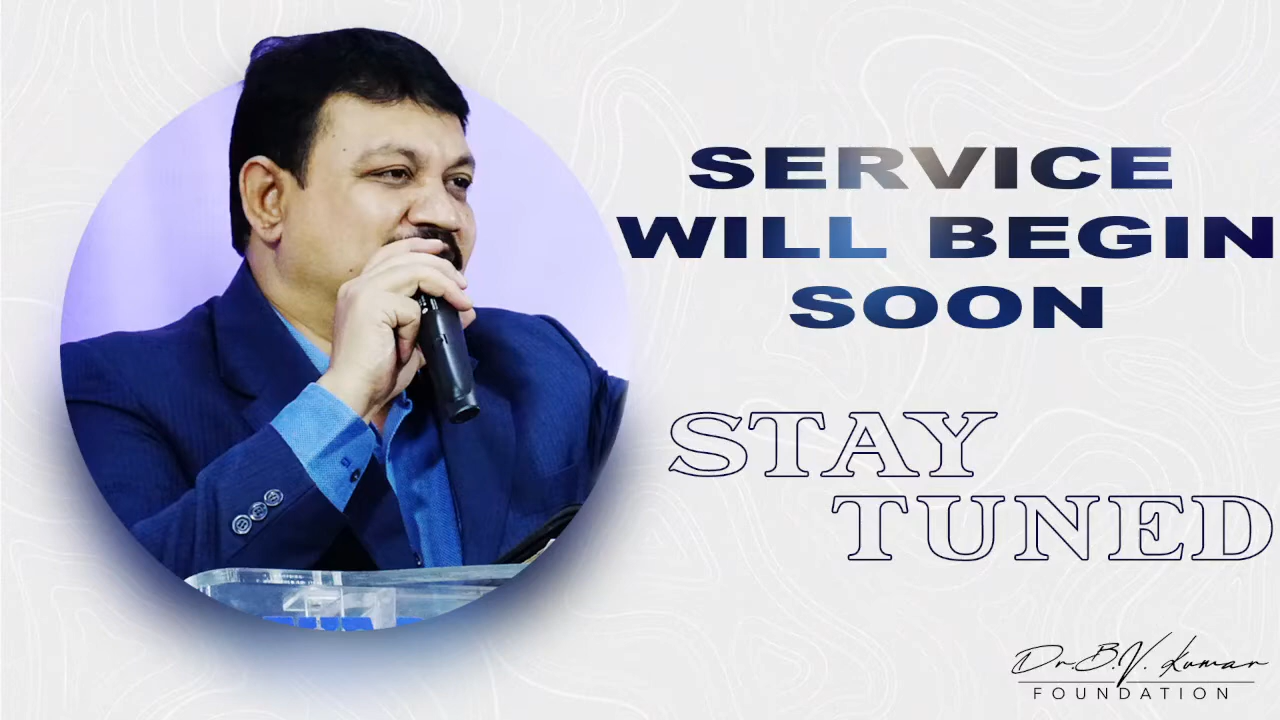 SERVICE
WILL BEGIN
SOON
STAY
TUNED
Dr.B.V. Kumar
FOUNDATION